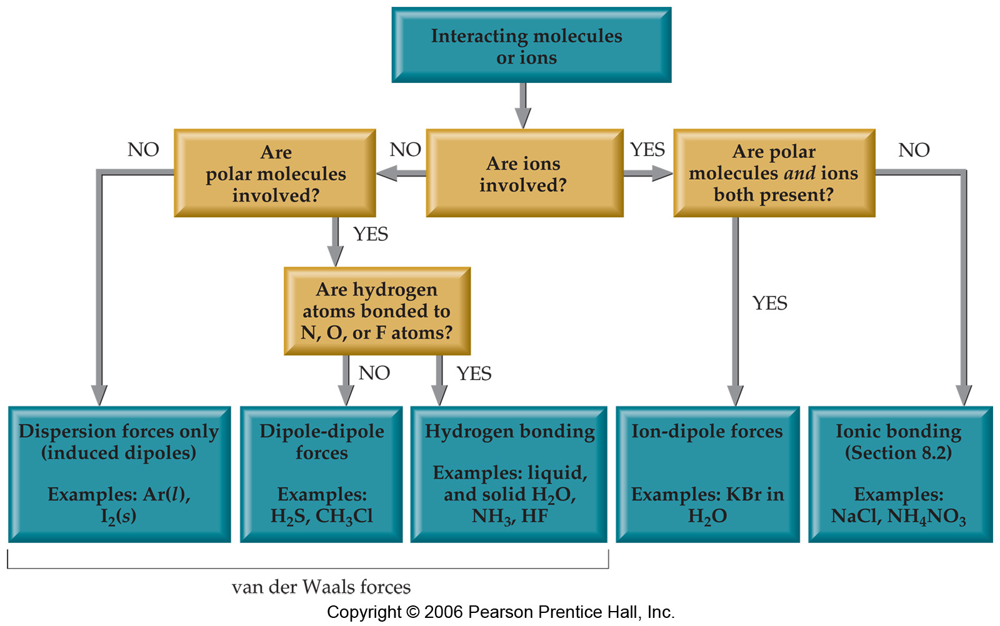 Interacting molecules
or ions
NO
Are
polar molecules
involved?
NO
Are ions
involved?
YES
Are polar
molecules and ions
both present?
NO
YES
Are hydrogen
atoms bonded to
N, O, or F atoms?
YES
NO
YES
Dispersion forces only
(induced dipoles)
Examples: Ar(l),
I₂(s)
Dipole-dipole
forces
Examples:
H₂S, CH₃Cl
Hydrogen bonding
Examples: liquid,
and solid H₂O,
NH₃, HF
Ion-dipole forces
Examples: KBr in
H₂O
Ionic bonding
(Section 8.2)
Examples:
NaCl, NH₄NO₃
van der Waals forces
Copyright © 2006 Pearson Prentice Hall, Inc.